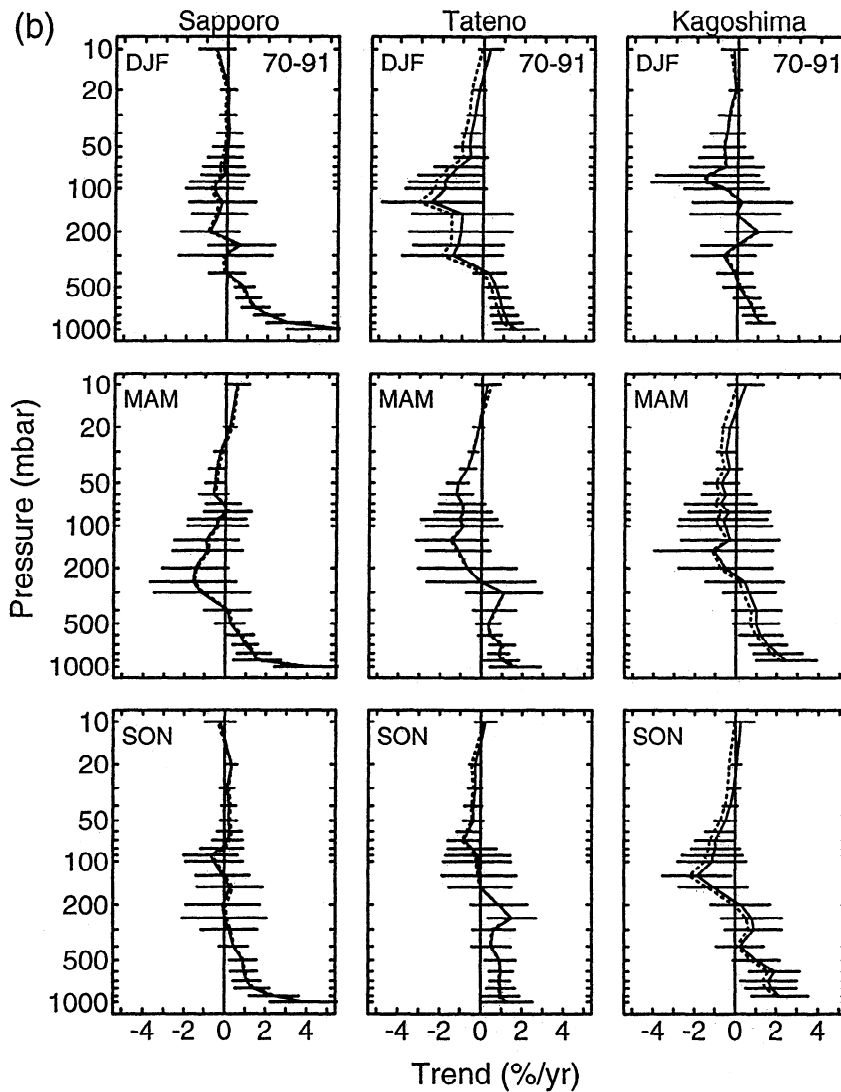 (b)
Sapporo Tateno Kagoshima
10 DJF 70-91 DJF 70-91 DJF 70-91
20
50
100
200
500
1000
10
MAM MAM MAM
20
50
100
200
500
1000
Pressure (mbar)
10
SON SON SON
20
50
100
200
500
1000
-4 -2 0 2 4 -4 -2 0 2 4 -4 -2 0 2 4
Trend (%/yr)